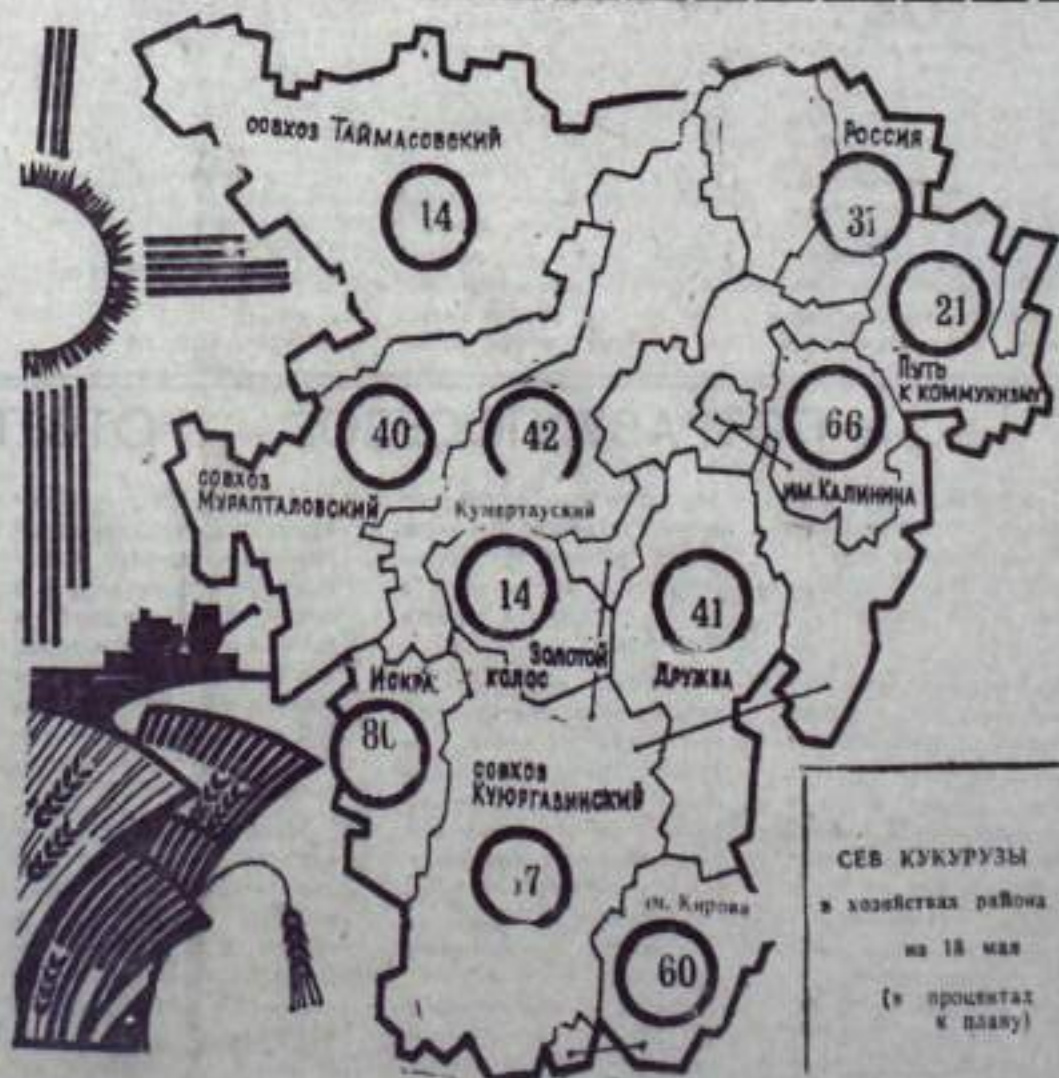 совхоз ТАЙМАСОВСКИЙ
14
РОССИЯ
37
21
ПУТЬ
К КОММУНИЗМУ
66
им. КАЛИНИНА
40
совхоз
МУРАПТАЛОВСКИЙ
42
Кумертауский
14
ЗОЛОТОЙ
КОЛОС
41
ДРУЖБА
ИСКРА
совхоз
КУЮРГАЗИНСКИЙ
им. Кирова
60
СЕВ КУКУРУЗЫ
в хозяйствах района
на 18 мая
(в процентах
к плану)